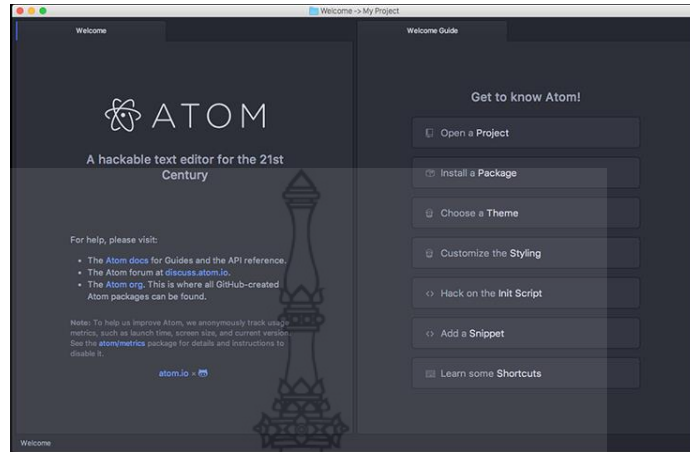 Welcome -> My Project
Welcome
ATOM
A hackable text editor for the 21st
Century
For help, please visit:
• The Atom docs for Guides and the API reference.
• The Atom forum at discuss.atom.io.
• The Atom org. This is where all GitHub-created
Atom packages can be found.
Note: To help us improve Atom, we anonymously track usage
metrics, such as launch time, screen size, and current version.
See the atom/metrics package for details and instructions to
disable it.
atom.io ×
Welcome Guide
Get to know Atom!
Open a Project
Install a Package
Choose a Theme
Customize the Styling
Hack on the Init Script
Add a Snippet
Learn some Shortcuts
Welcome